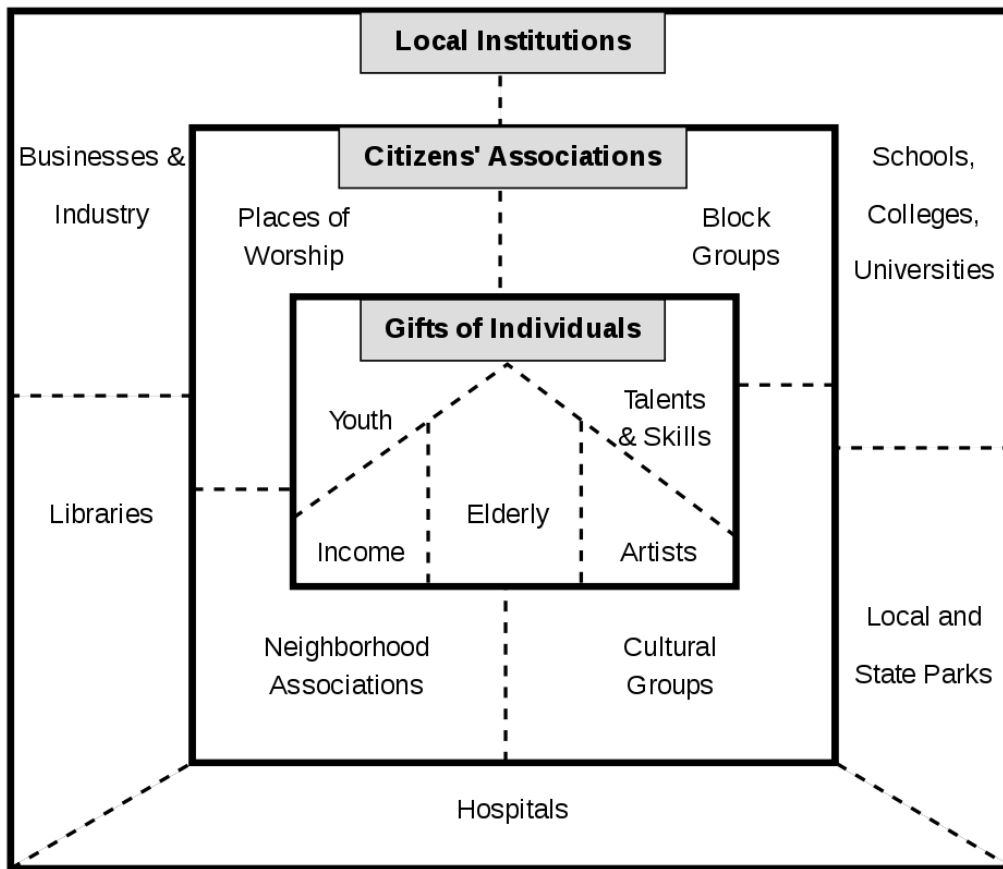 Local Institutions
Businesses &
Industry
Schools,
Colleges,
Universities
Citizens' Associations
Places of
Worship
Block
Groups
Gifts of Individuals
Youth
Talents
& Skills
Income
Elderly
Artists
Libraries
Neighborhood
Associations
Cultural
Groups
Local and
State Parks
Hospitals